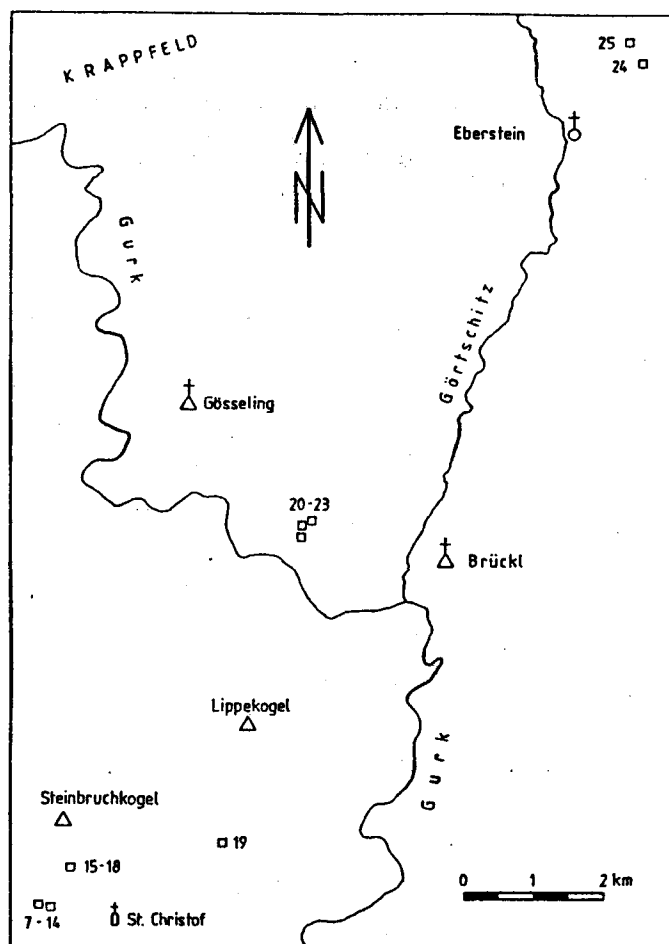 KRAPPFELD
25
24
Eberstein
N
Gurk
Görtschitz
Gösseling
20-23
Brückl
Lippekogel
Gurk
Steinbruchkogel
19
15-18
0 1 2 km
7-14
St. Christof